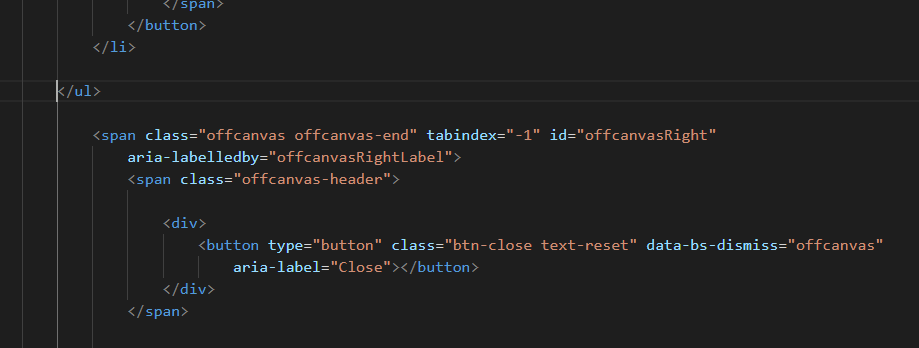 </span>
</button>
</li>
</ul>
<span class="offcanvas offcanvas-end" tabindex="-1" id="offcanvasRight"
aria-labelledby="offcanvasRightLabel">
<span class="offcanvas-header">
<div>
<button type="button" class="btn-close text-reset" data-bs-dismiss="offcanvas"
aria-label="Close"></button>
</div>
</span>